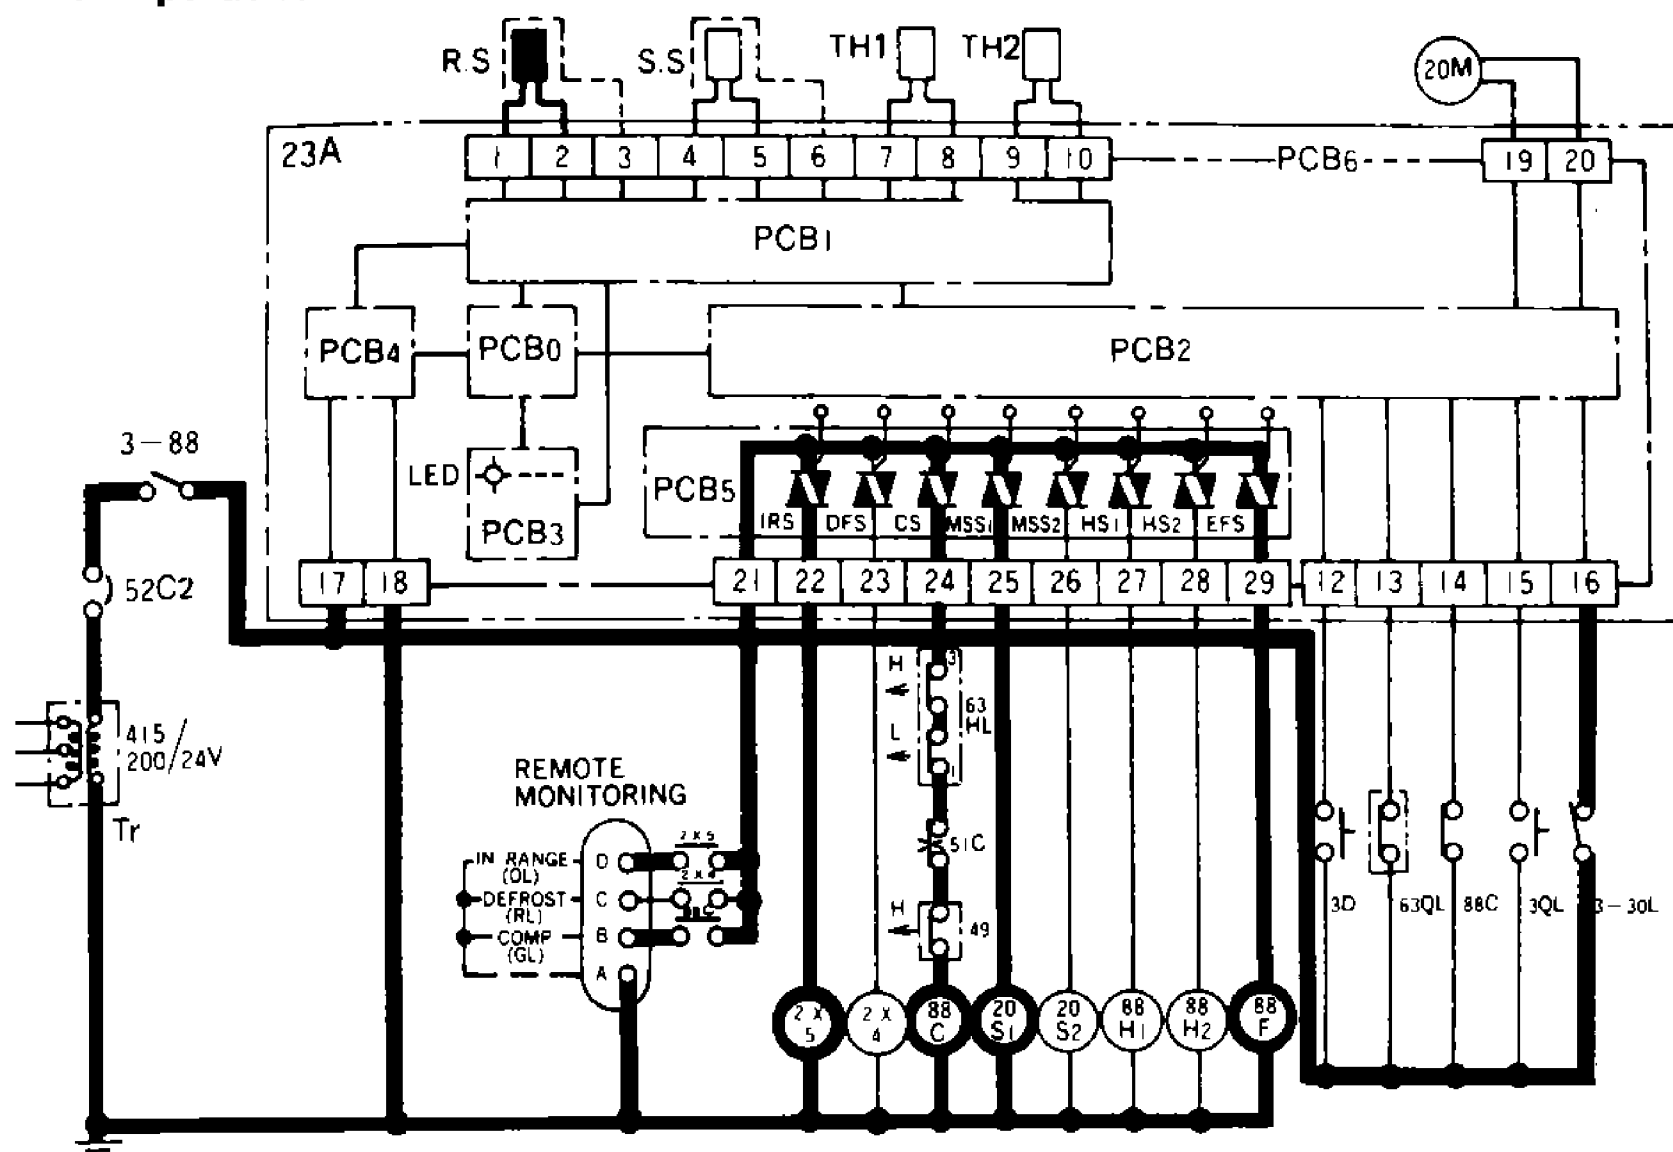 R.S
S.S
TH1
TH2
20M
23A
1 2 3 4 5 6 7 8 9 10
PCB6
19 20
PCB1
PCB4
PCB0
PCB2
3-88
LED
PCB3
PCB5
IRS DFS CS MSS1 MSS2 HS1 HS2 EFS
17 18
21 22 23 24 25 26 27 28 29
12 13 14 15 16
52C2
H
3
63
HL
L
1
415
200/24V
Tr
REMOTE
MONITORING
51C
2X5
IN RANGE
(OL)
D
2X4
DEFROST
(RL)
C
88C
COMP
(GL)
B
A
H
49
3D
63QL
88C
3QL
3-30L
2X
5
2X
4
88
C
20
S1
20
S2
88
H1
88
H2
88
F